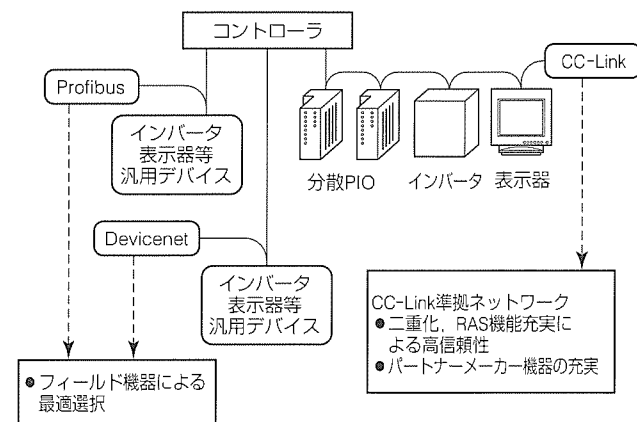 コントローラ
CC-Link
Profibus
インバータ
表示器等
汎用デバイス
分散PIO
インバータ
表示器
Devicenet
インバータ
表示器等
汎用デバイス
CC-Link準拠ネットワーク
●二重化，RAS機能充実に
よる高信頼性
●パートナーメーカー機器の充実
●フィールド機器による
最適選択